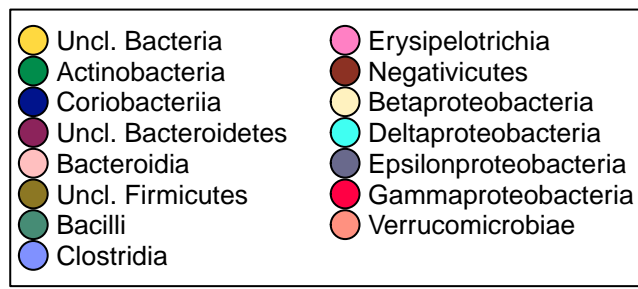 Uncl. Bacteria
Actinobacteria
Coriobacteriia
Uncl. Bacteroidetes
Bacteroidia
Uncl. Firmicutes
Bacilli
Clostridia
Erysipelotrichia
Negativicutes
Betaproteobacteria
Deltaproteobacteria
Epsilonproteobacteria
Gammaproteobacteria
Verrucomicrobiae